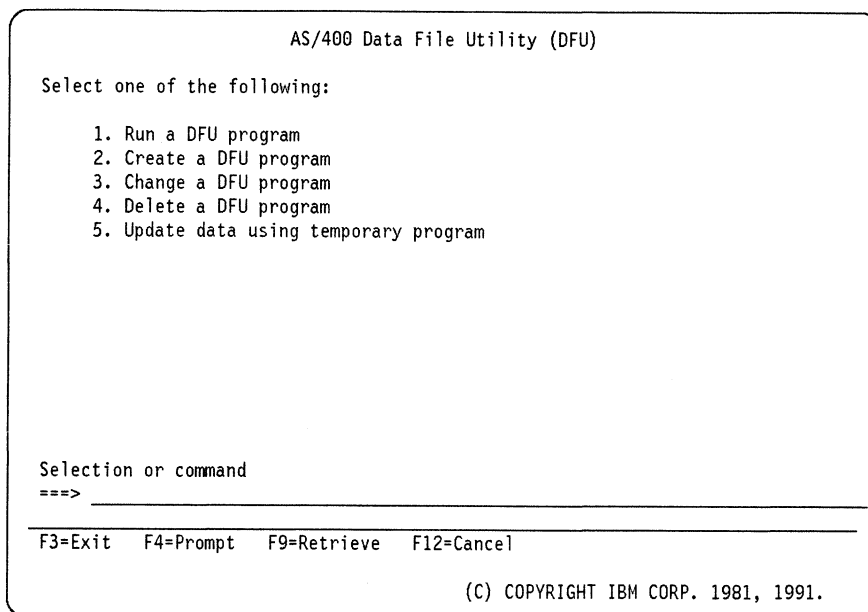 AS/400 Data File Utility (DFU)
Select one of the following:
1. Run a DFU program
2. Create a DFU program
3. Change a DFU program
4. Delete a DFU program
5. Update data using temporary program
Selection or command
===>
F3=Exit F4=Prompt F9=Retrieve F12=Cancel
(C) COPYRIGHT IBM CORP. 1981, 1991.